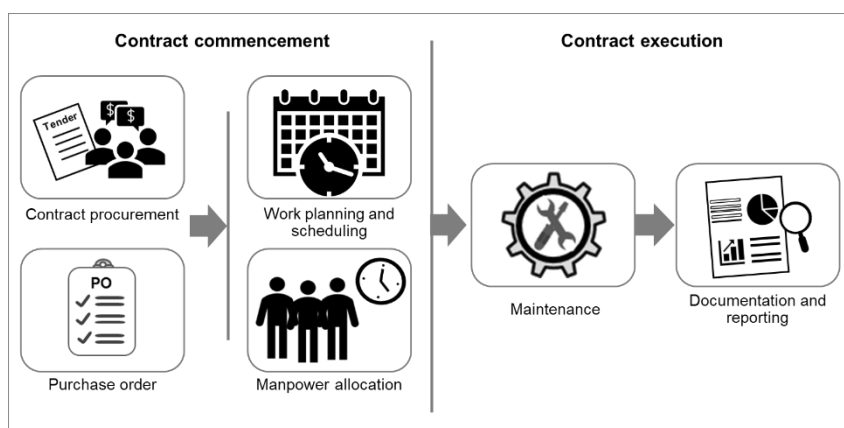 Contract commencement
Contract execution
Tender
$ $
Contract procurement
Work planning and
scheduling
PO
Purchase order
Manpower allocation
Maintenance
Documentation and
reporting